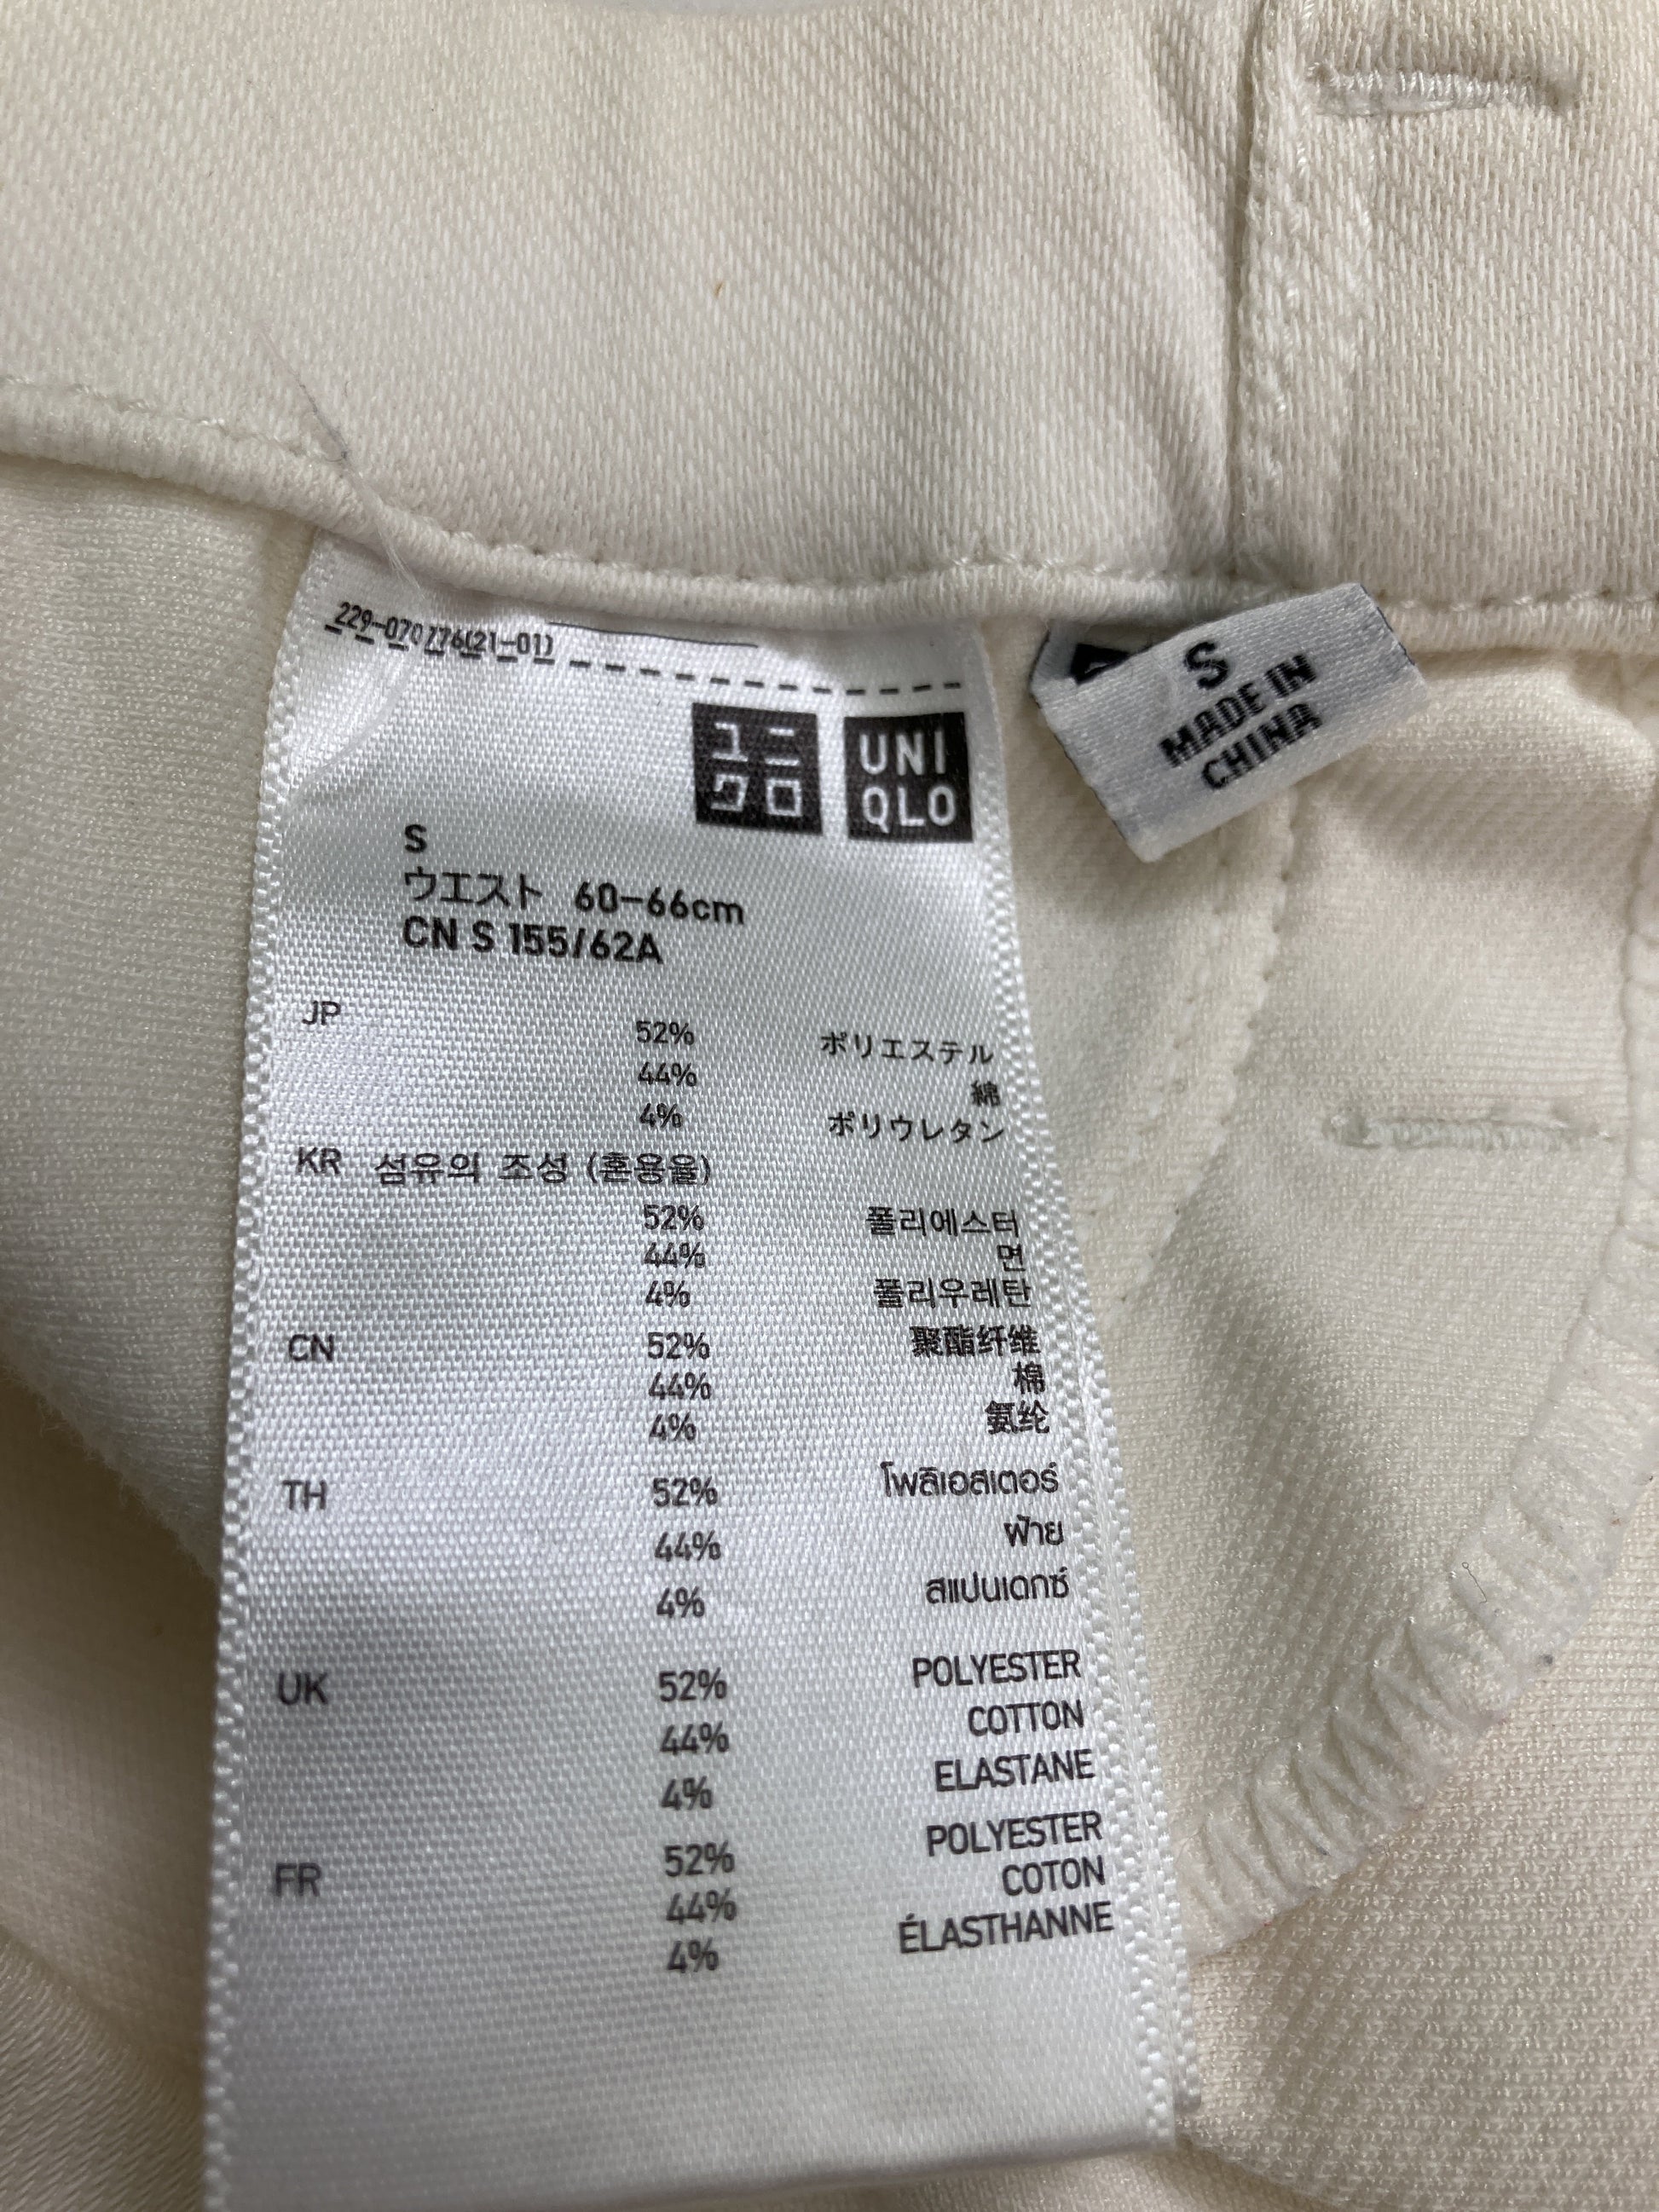 229-070776(21-01)
ユニ
クロ
UNI
QLO
S
ウエスト 60-66cm
CN S 155/62A
JP
52% ポリエステル
44% 綿
4% ポリウレタン
KR 섬유의 조성 (혼용율)
52% 폴리에스터
44% 면
4% 폴리우레탄
CN
52% 聚酯纤维
44% 棉
4% 氨纶
TH
52% โพลิเอสเตอร์
44% ฝ้าย
4% สแปนเดกซ์
UK
52% POLYESTER
44% COTTON
4% ELASTANE
FR
52% POLYESTER
44% COTON
4% ÉLASTHANNE
S
MADE IN
CHINA